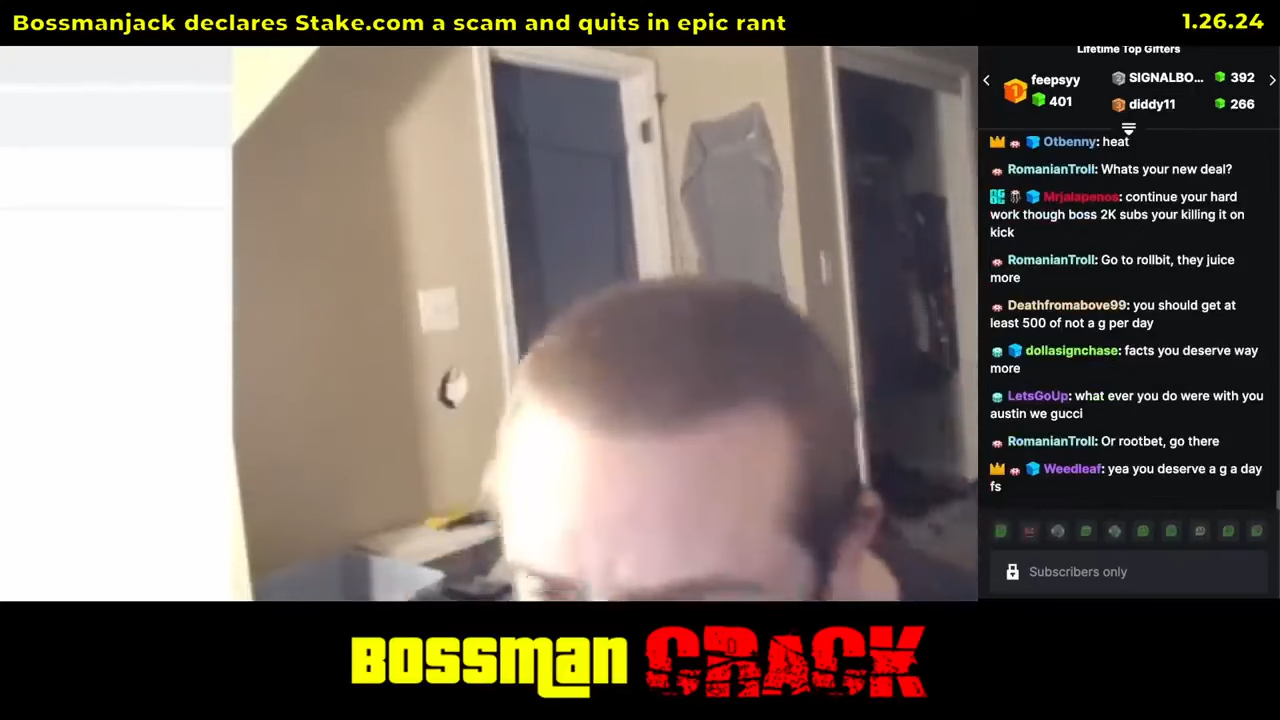 Bossmanjack declares Stake.com a scam and quits in epic rant
1.26.24
Lifetime Top Gifters
feepsyy
401
SIGNALBO...
392
diddy11
266
Otbenny: heat
RomanianTroll: Whats your new deal?
Mrjalapenos: continue your hard
work though boss 2K subs your killing it on
kick
RomanianTroll: Go to rollbit, they juice
more
Deathfromabove99: you should get at
least 500 of not a g per day
dollasignchase: facts you deserve way
more
LetsGoUp: what ever you do were with you
austin we gucci
RomanianTroll: Or rootbet, go there
Weedleaf: yea you deserve a g a day
fs
Subscribers only
BOSSMAN CRACK